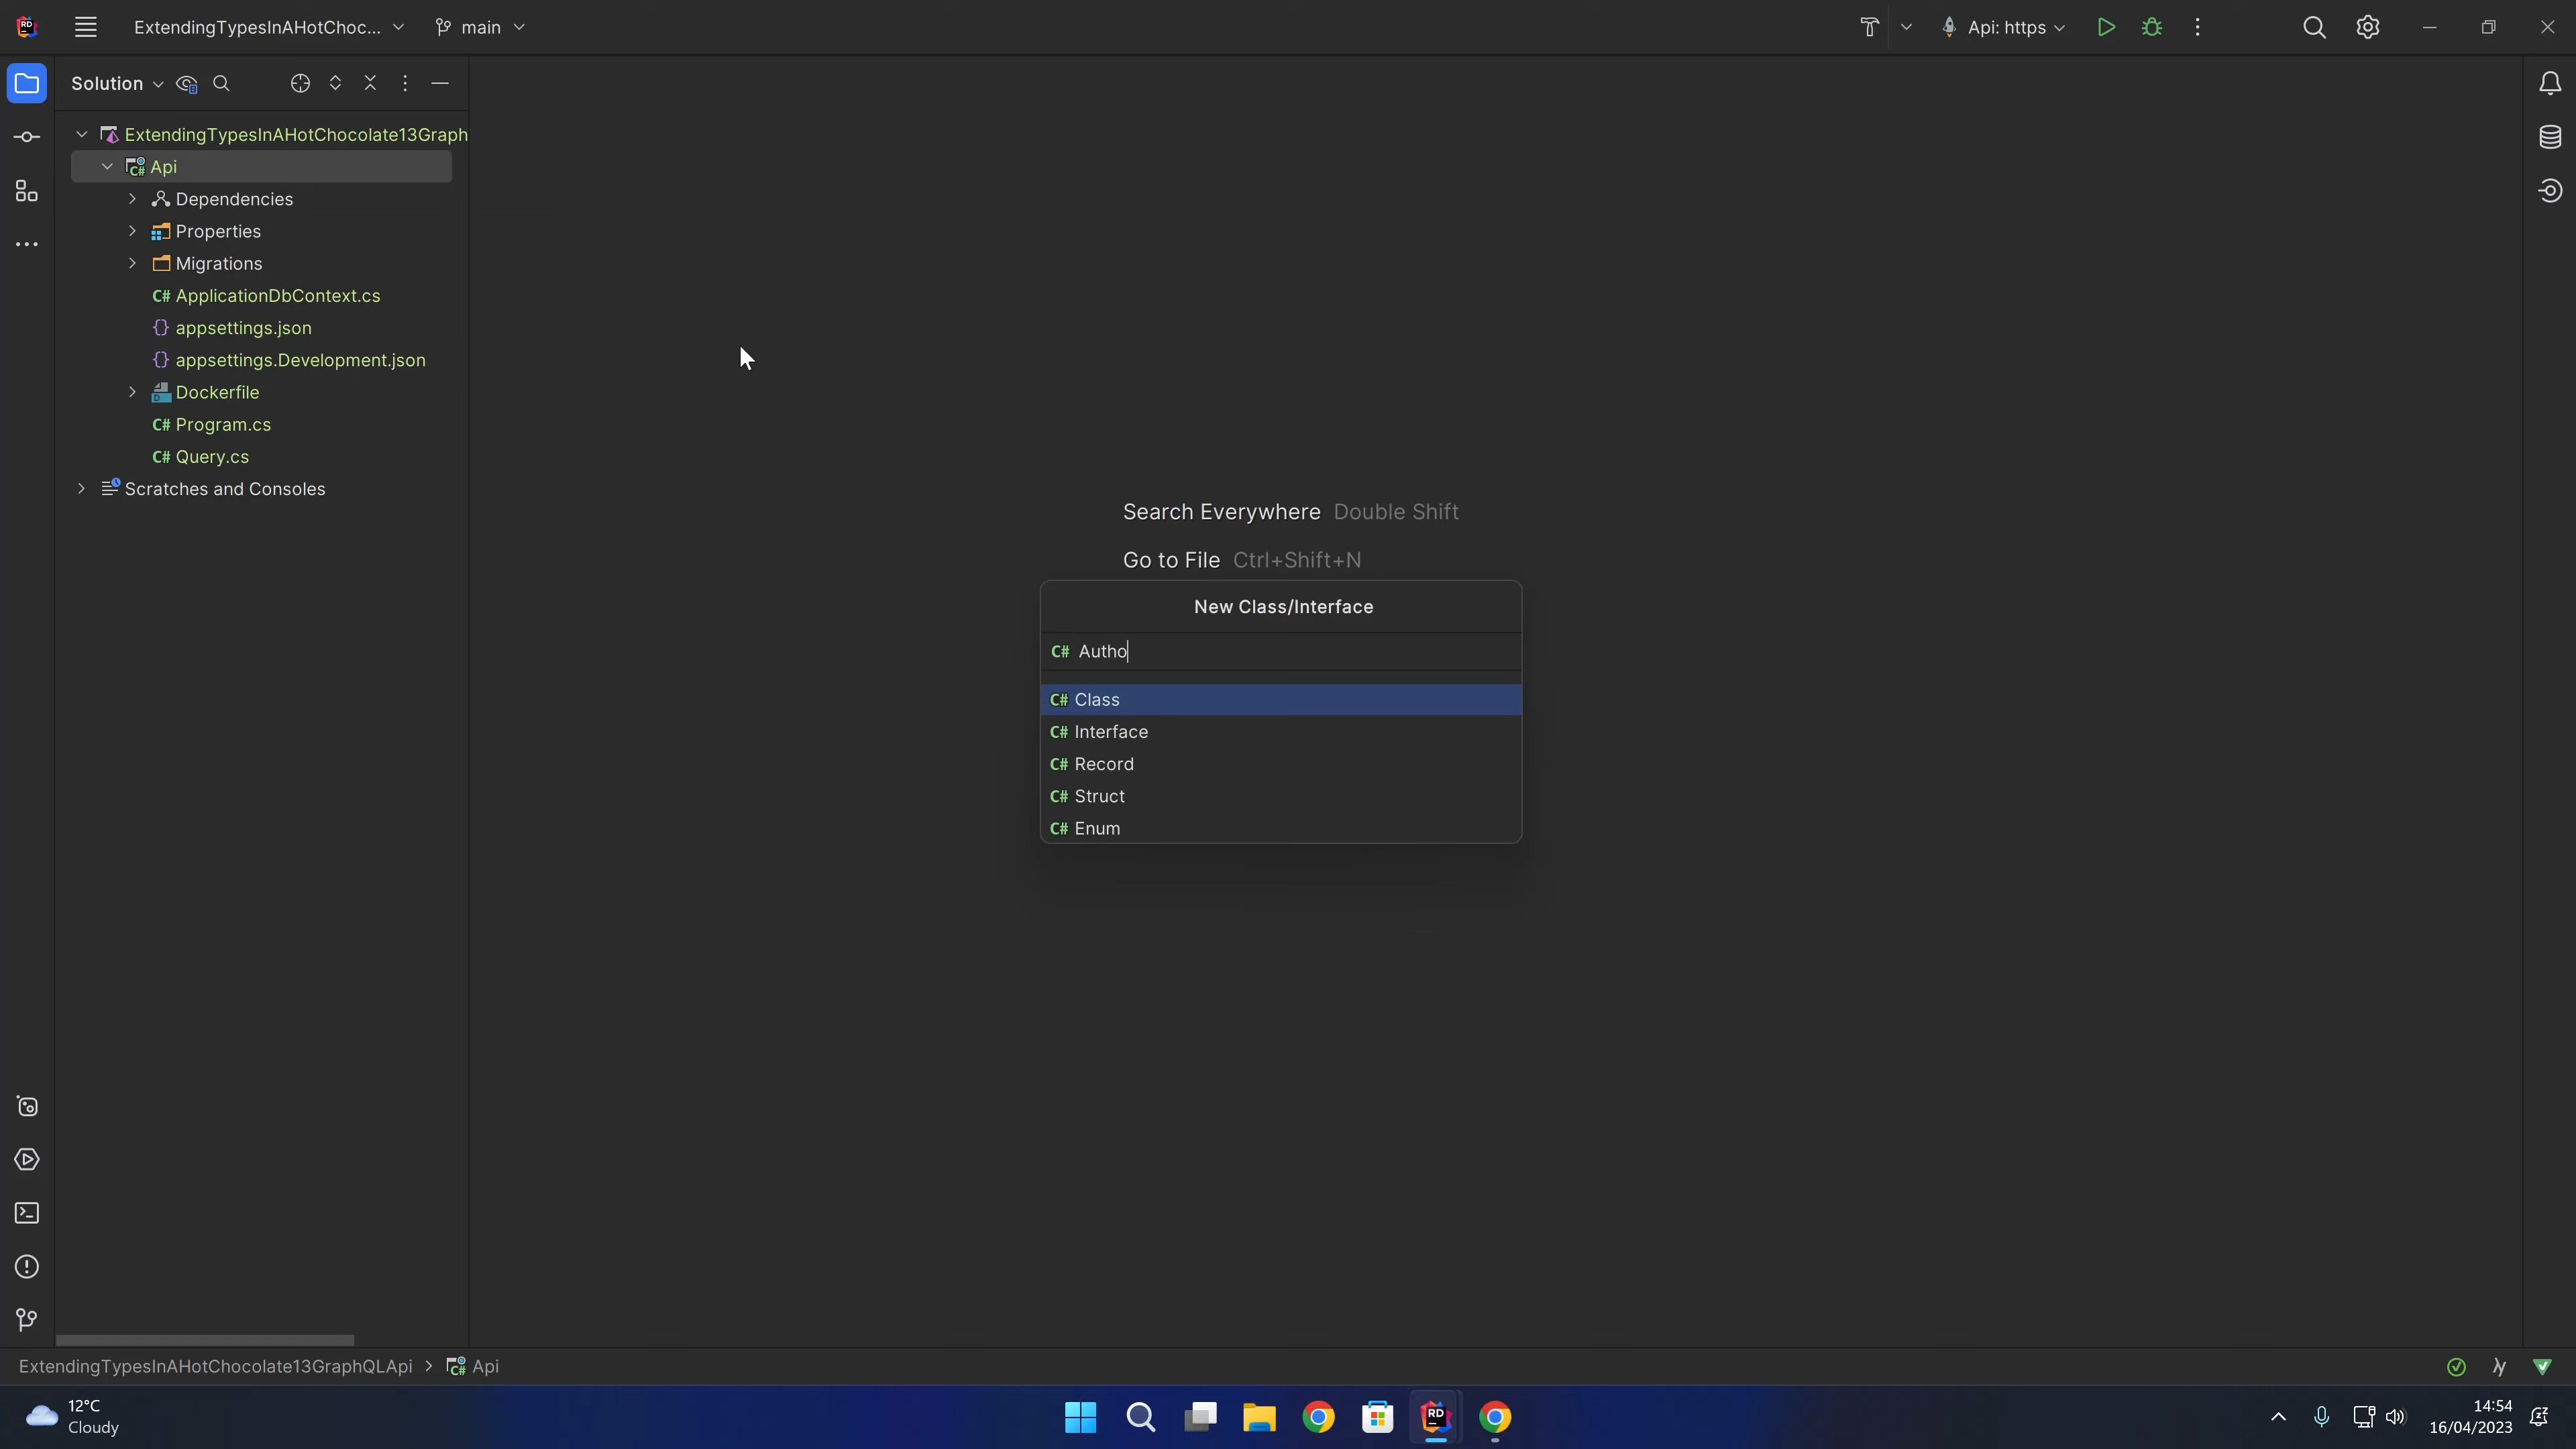 RD
ExtendingTypesInAHotChoc...
main
Api: https
Solution
ExtendingTypesInAHotChocolate13Graph
C# Api
Dependencies
Properties
Migrations
C# ApplicationDbContext.cs
{} appsettings.json
{} appsettings.Development.json
D Dockerfile
C# Program.cs
C# Query.cs
Scratches and Consoles
Search Everywhere Double Shift
Go to File Ctrl+Shift+N
New Class/Interface
C# Autho
C# Class
C# Interface
C# Record
C# Struct
C# Enum
ExtendingTypesInAHotChocolate13GraphQLApi > C# Api
12°C
Cloudy
RD
14:54
16/04/2023